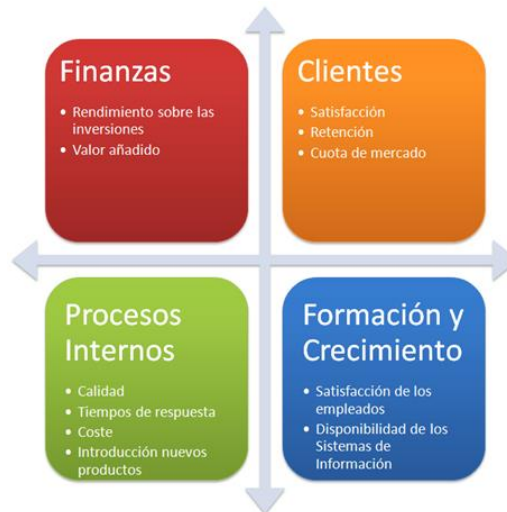 Finanzas
• Rendimiento sobre las
inversiones
• Valor añadido
Clientes
• Satisfacción
• Retención
• Cuota de mercado
Procesos
Internos
• Calidad
• Tiempos de respuesta
• Coste
• Introducción nuevos
productos
Formación y
Crecimiento
• Satisfacción de los
empleados
• Disponibilidad de los
Sistemas de
Información